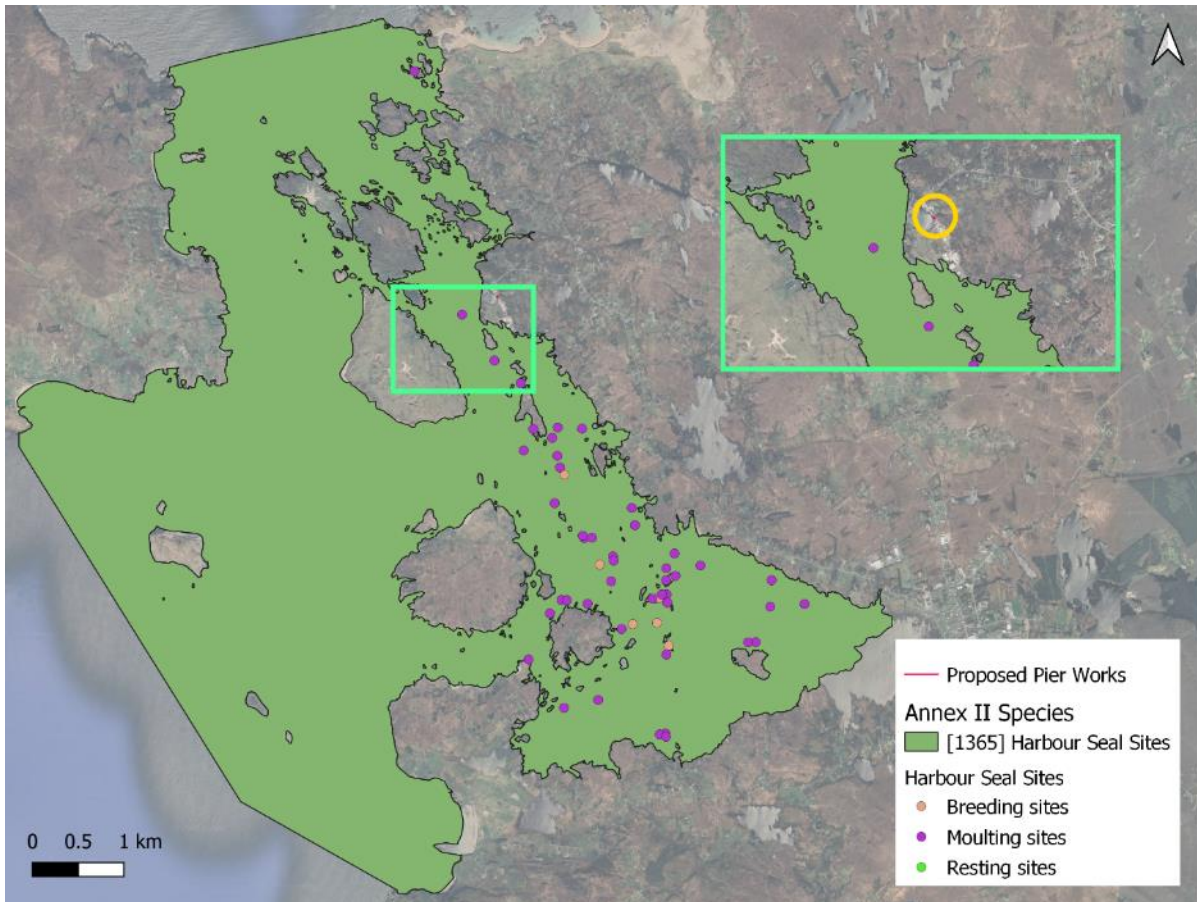 Proposed Pier Works
Annex II Species
[1365] Harbour Seal Sites
Harbour Seal Sites
Breeding sites
Moulting sites
Resting sites
0 0.5 1 km